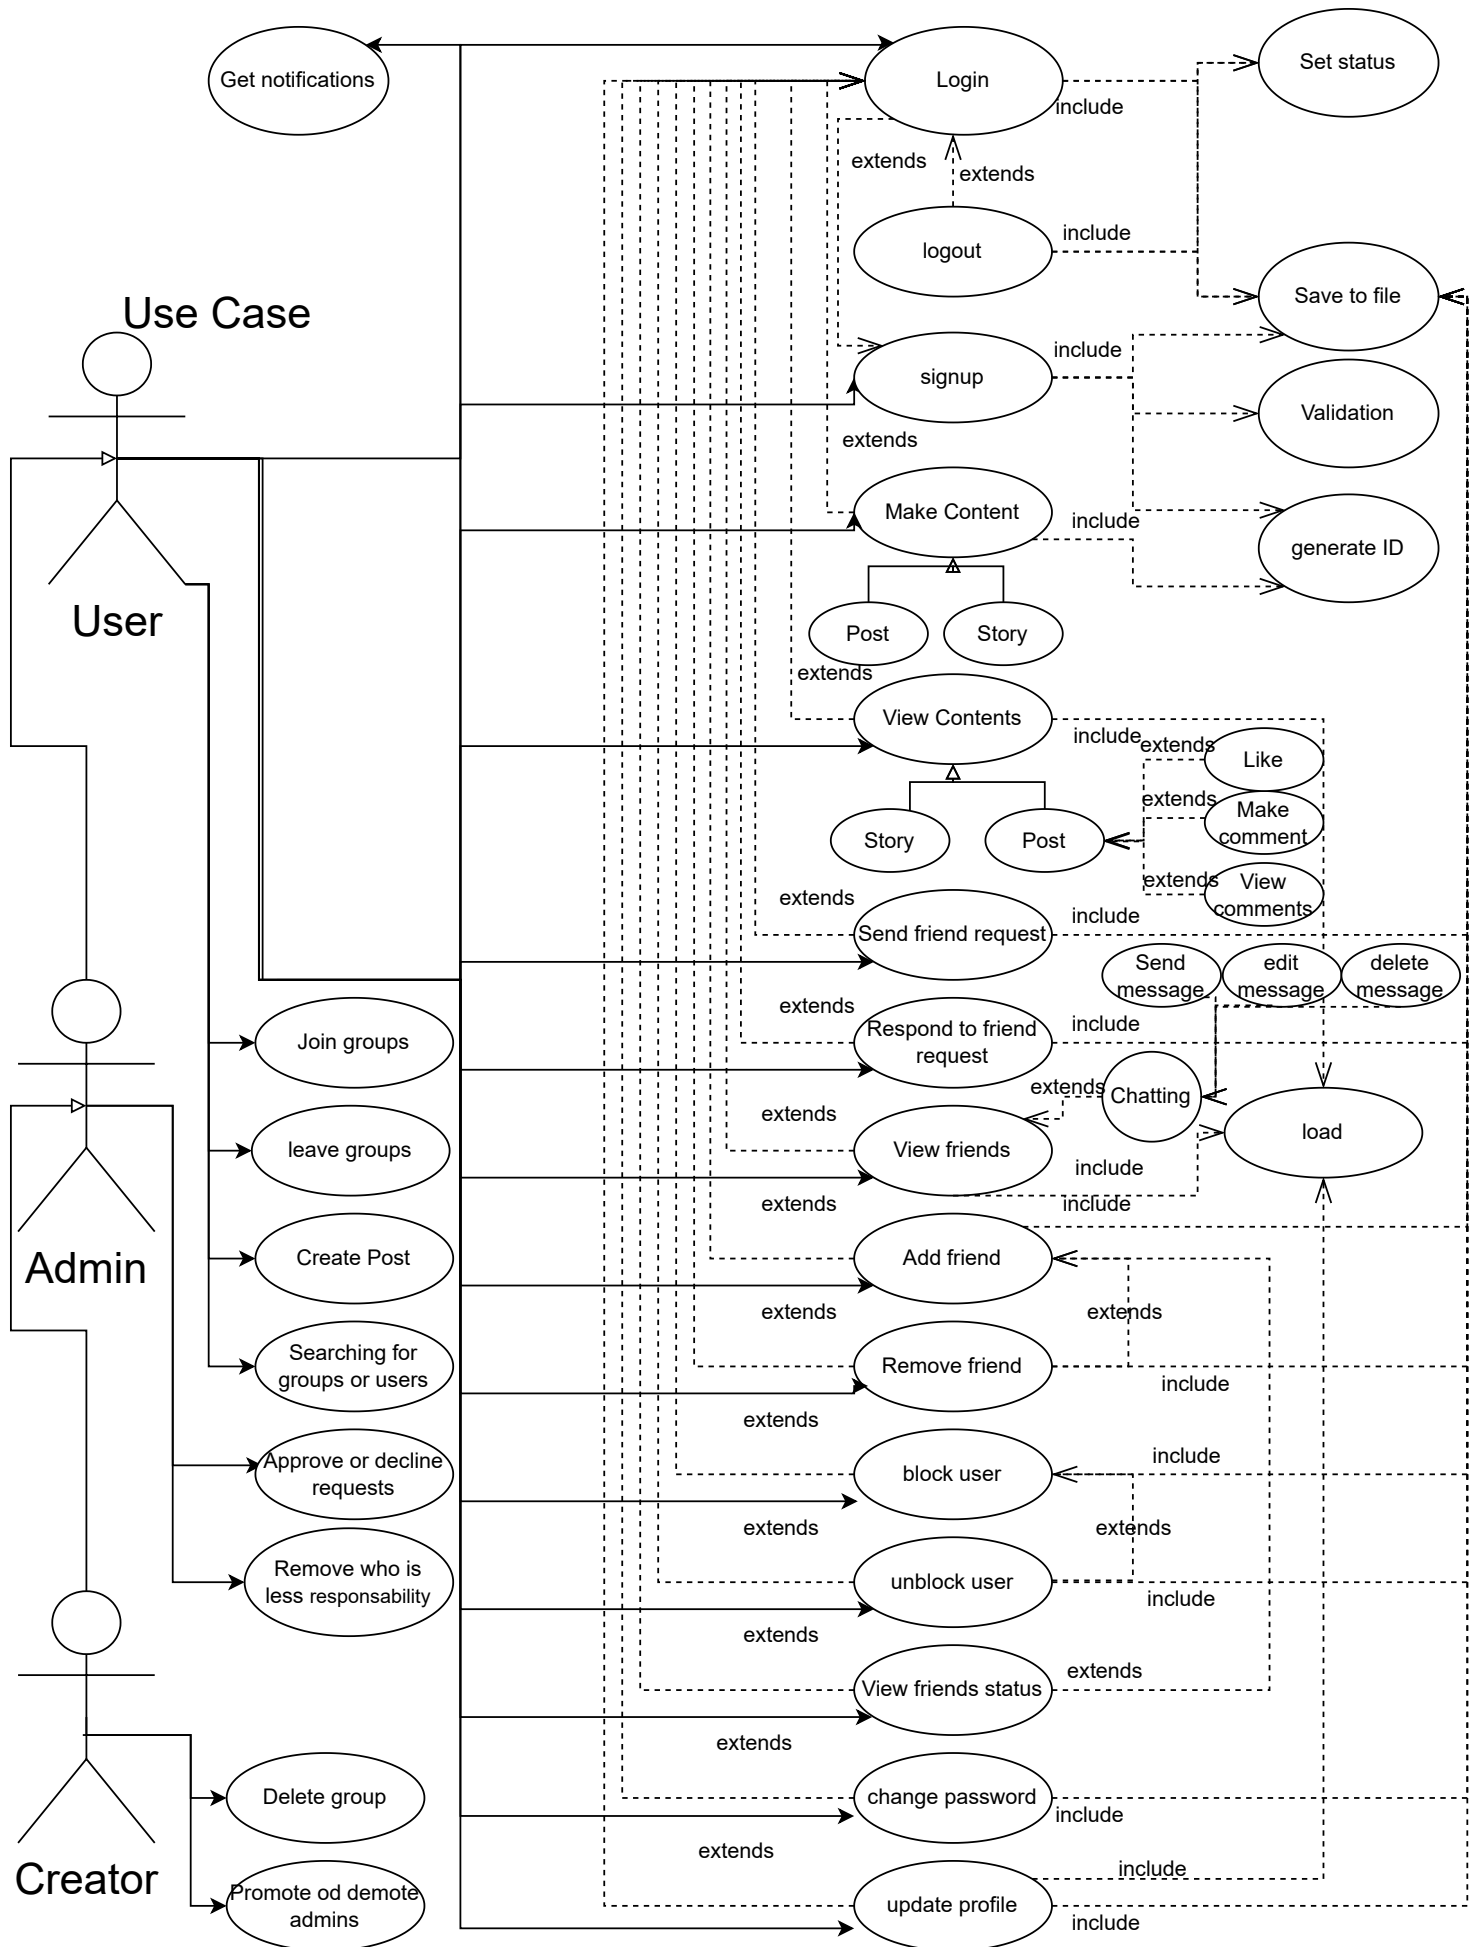 Get notifications
Login
Set status
include
extends
extends
logout
include
Save to file
Use Case
signup
include
Validation
extends
Make Content
include
generate ID
User
Post
Story
extends
View Contents
include
extends
Like
extends
Make
comment
Story
Post
extends
View
comments
extends
Send friend request
include
Send
message
edit
message
delete
message
extends
Respond to friend
request
include
Join groups
extends
Chatting
extends
View friends
load
leave groups
include
extends
include
Add friend
Create Post
Admin
extends
extends
Remove friend
include
Searching for
groups or users
extends
block user
include
Approve or decline
requests
extends
extends
unblock user
include
Remove who is
less responsability
extends
View friends status
extends
extends
change password
include
Delete group
extends
include
update profile
include
Creator
Promote od demote
admins